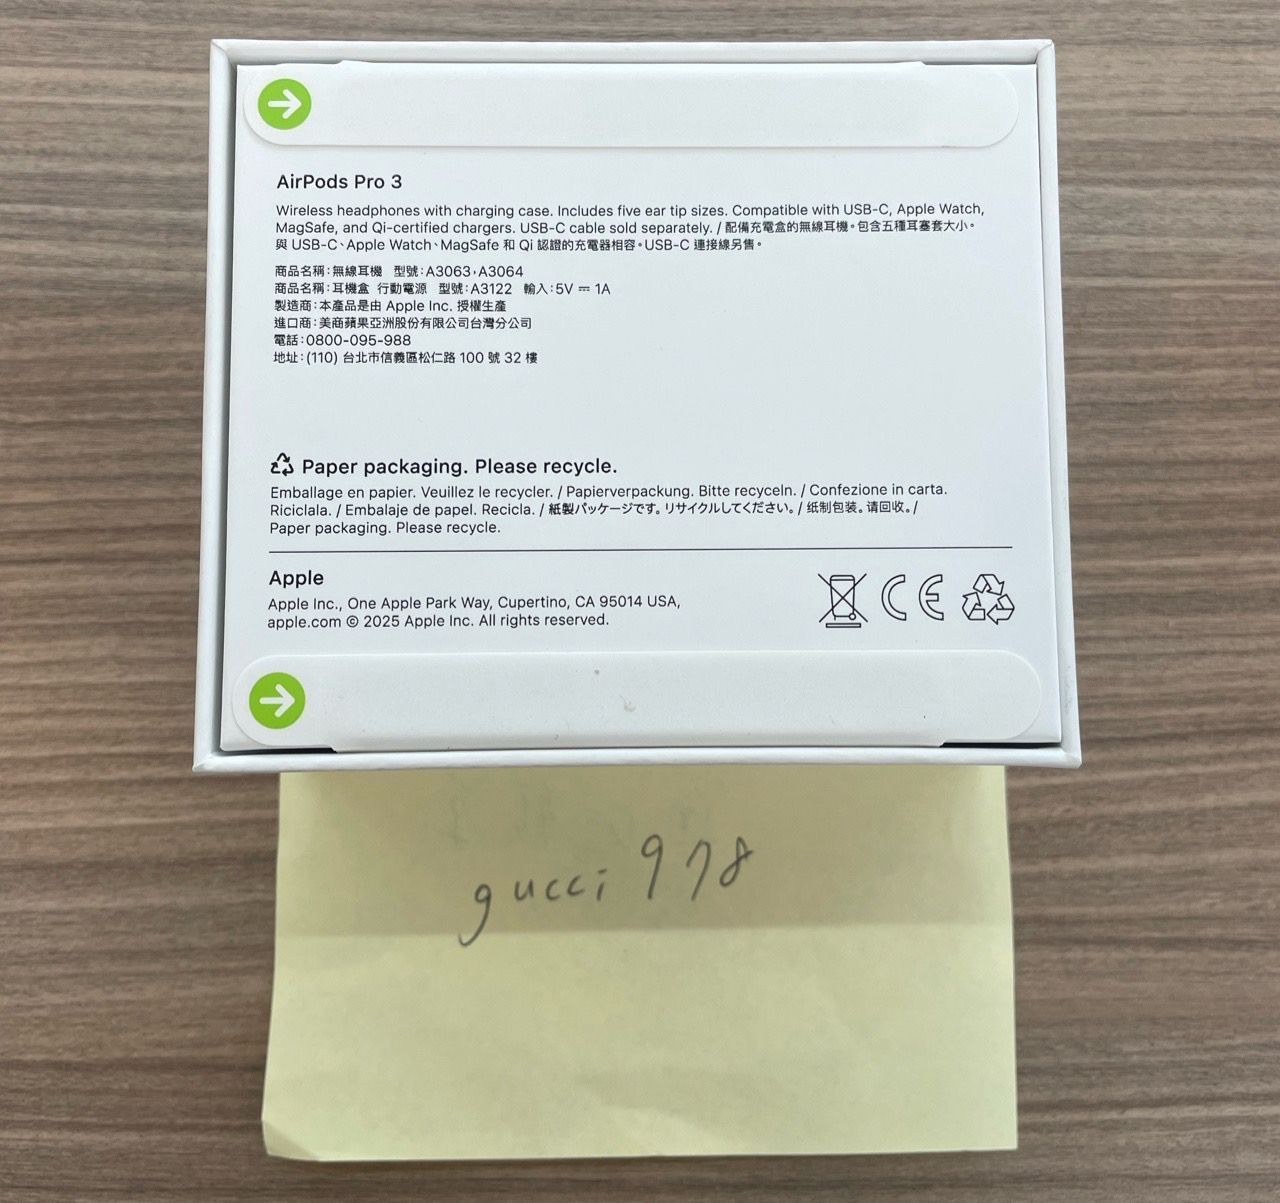 AirPods Pro 3
Wireless headphones with charging case. Includes five ear tip sizes. Compatible with USB-C, Apple Watch,
MagSafe, and Qi-certified chargers. USB-C cable sold separately. / 配備充電盒的無線耳機。包含五種耳塞套大小。
與 USB-C、Apple Watch、MagSafe 和 Qi 認證的充電器相容。USB-C 連接線另售。
商品名稱:無線耳機 型號:A3063，A3064
商品名稱:耳機盒 行動電源 型號:A3122 輸入:5V ⎓ 1A
製造商:本產品是由 Apple Inc. 授權生產
進口商:美商蘋果亞洲股份有限公司台灣分公司
電話:0800-095-988
地址:(110) 台北市信義區松仁路 100 號 32 樓
Paper packaging. Please recycle.
Emballage en papier. Veuillez le recycler. / Papierverpackung. Bitte recyceln. / Confezione in carta.
Riciclala. / Embalaje de papel. Recicla. / 紙製パッケージです。リサイクルしてください。/ 纸制包装。请回收。/
Paper packaging. Please recycle.
Apple
Apple Inc., One Apple Park Way, Cupertino, CA 95014 USA,
apple.com © 2025 Apple Inc. All rights reserved.
CE
gucci 978